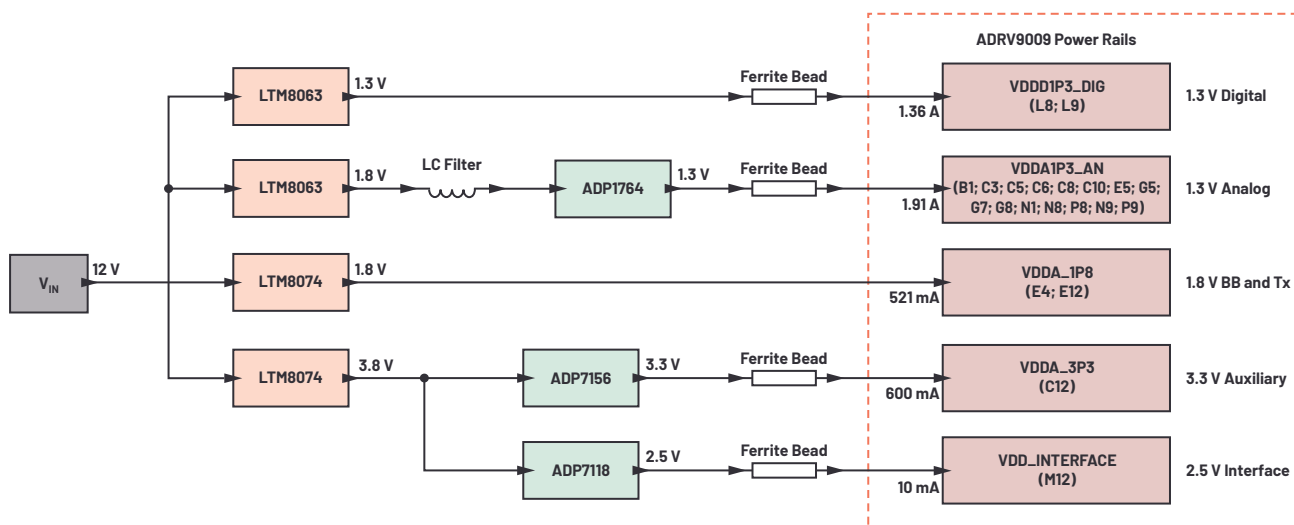 ADRV9009 Power Rails
LTM8063
1.3 V
Ferrite Bead
1.36 A
VDDD1P3_DIG
(L8; L9)
1.3 V Digital
LTM8063
1.8 V
LC Filter
ADP1764
1.3 V
Ferrite Bead
1.91 A
VDDA1P3_AN
(B1; C3; C5; C6; C8; C10; E5; G5;
G7; G8; N1; N8; P8; N9; P9)
1.3 V Analog
VIN
12 V
LTM8074
1.8 V
521 mA
VDDA_1P8
(E4; E12)
1.8 V BB and Tx
LTM8074
3.8 V
ADP7156
3.3 V
Ferrite Bead
600 mA
VDDA_3P3
(C12)
3.3 V Auxiliary
ADP7118
2.5 V
Ferrite Bead
10 mA
VDD_INTERFACE
(M12)
2.5 V Interface